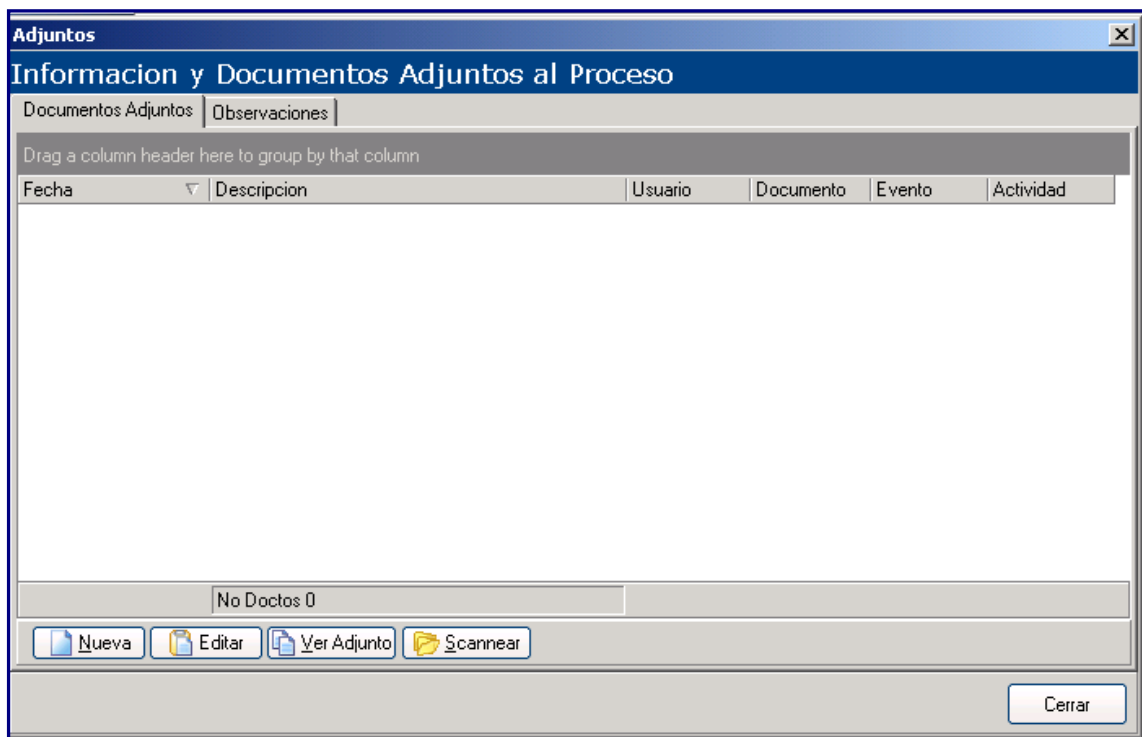 Adjuntos
Informacion y Documentos Adjuntos al Proceso
Documentos Adjuntos Observaciones
Drag a column header here to group by that column
Fecha Descripcion Usuario Documento Evento Actividad
No Doctos 0
Nueva Editar Ver Adjunto Scannear
Cerrar